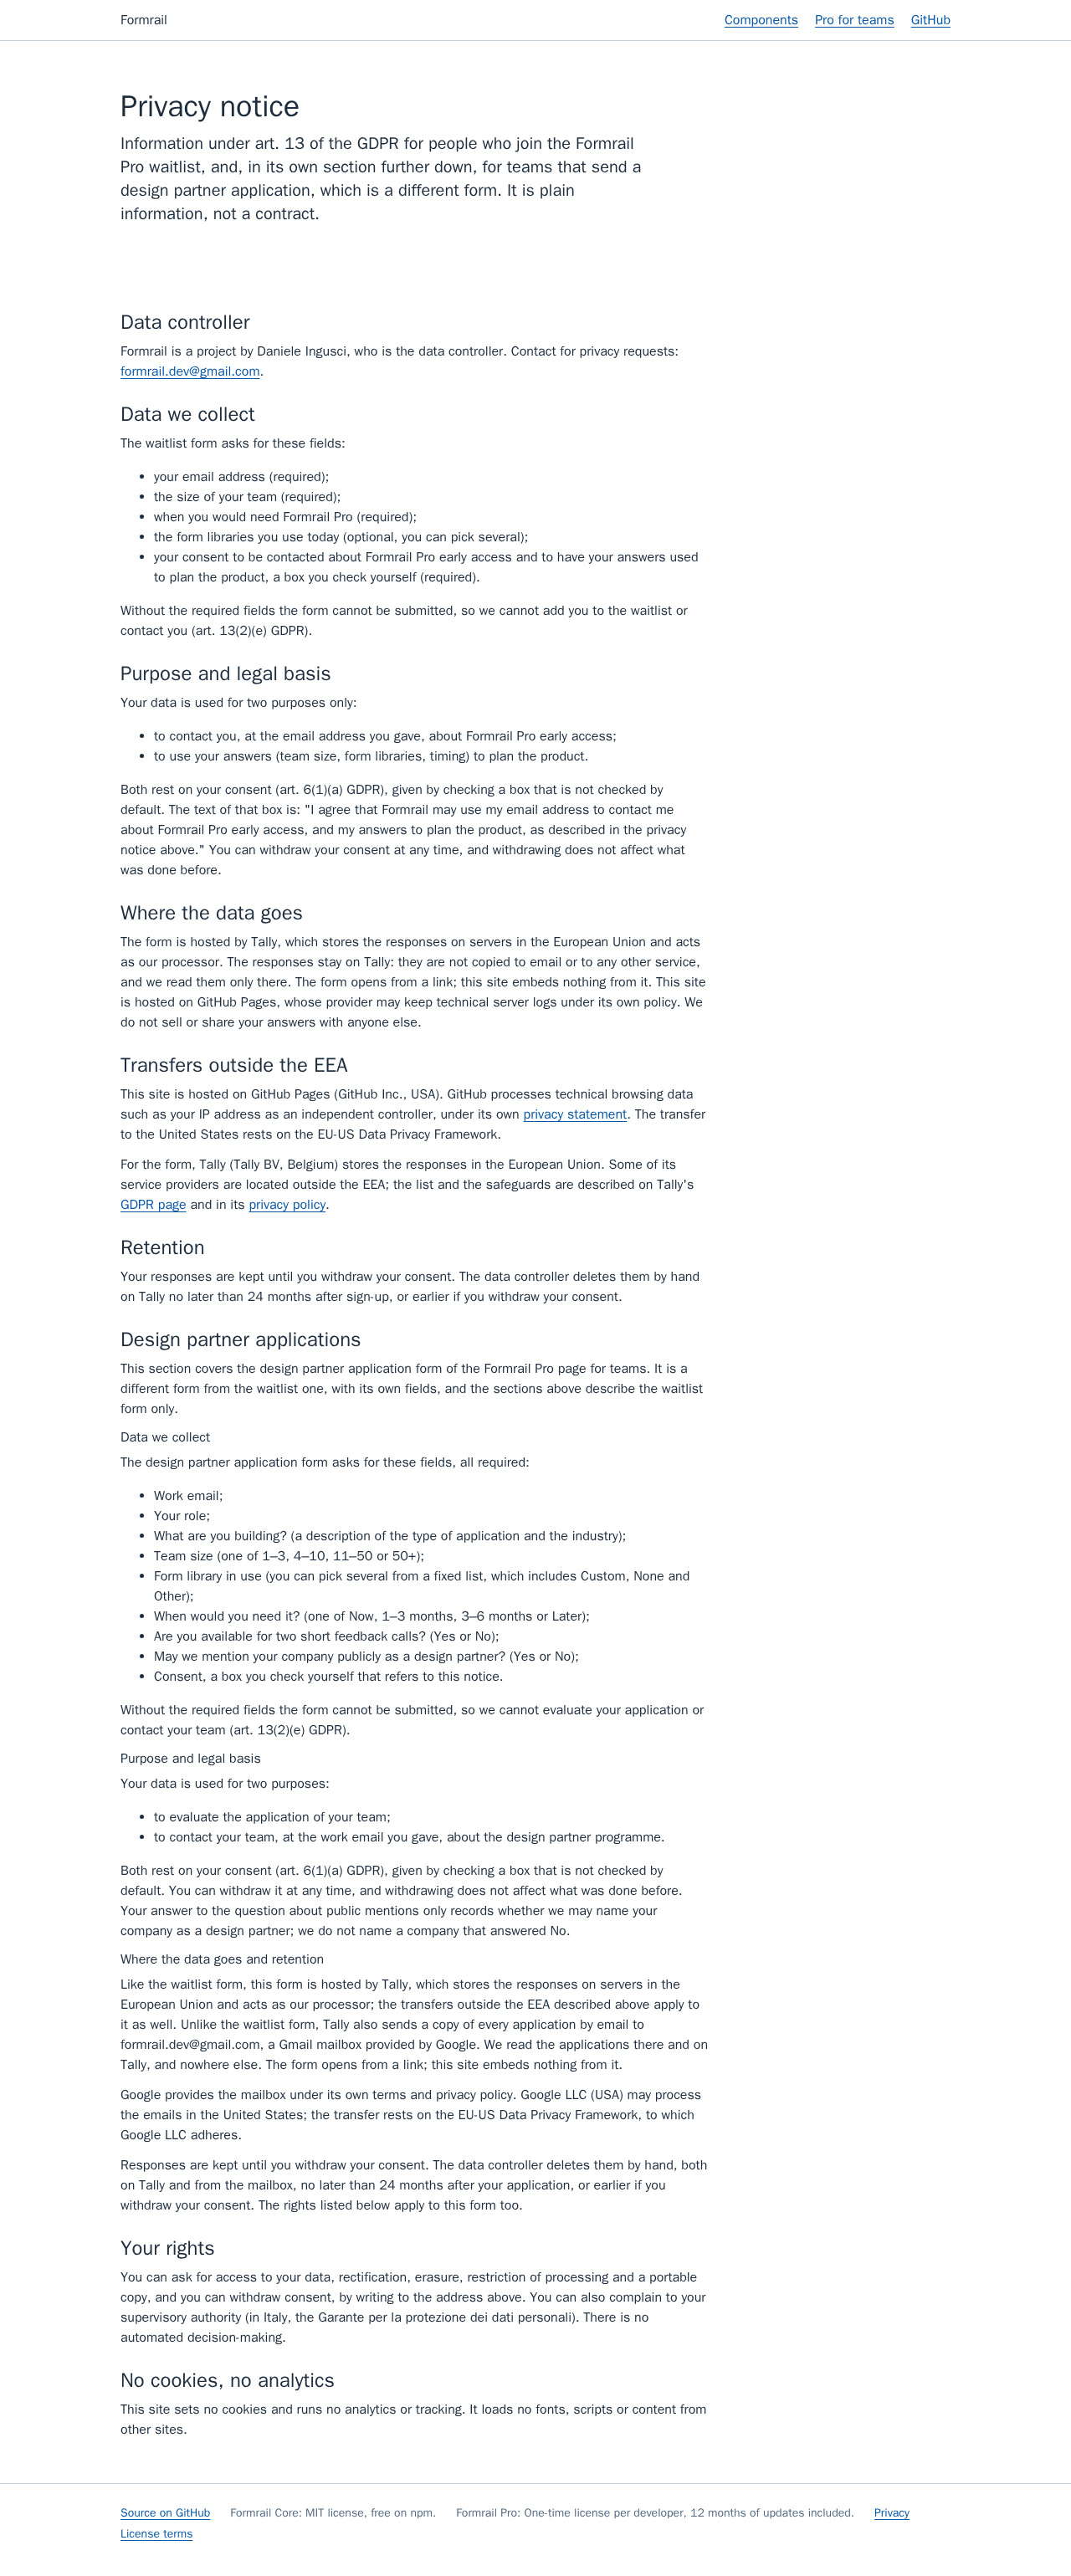 Formrail
Components Pro for teams GitHub
Privacy notice
Information under art. 13 of the GDPR for people who join the Formrail
Pro waitlist, and, in its own section further down, for teams that send a
design partner application, which is a different form. It is plain
information, not a contract.
Data controller
Formrail is a project by Daniele Ingusci, who is the data controller. Contact for privacy requests:
formrail.dev@gmail.com.
Data we collect
The waitlist form asks for these fields:
• your email address (required);
• the size of your team (required);
• when you would need Formrail Pro (required);
• the form libraries you use today (optional, you can pick several);
• your consent to be contacted about Formrail Pro early access and to have your answers used
to plan the product, a box you check yourself (required).
Without the required fields the form cannot be submitted, so we cannot add you to the waitlist or
contact you (art. 13(2)(e) GDPR).
Purpose and legal basis
Your data is used for two purposes only:
• to contact you, at the email address you gave, about Formrail Pro early access;
• to use your answers (team size, form libraries, timing) to plan the product.
Both rest on your consent (art. 6(1)(a) GDPR), given by checking a box that is not checked by
default. The text of that box is: "I agree that Formrail may use my email address to contact me
about Formrail Pro early access, and my answers to plan the product, as described in the privacy
notice above." You can withdraw your consent at any time, and withdrawing does not affect what
was done before.
Where the data goes
The form is hosted by Tally, which stores the responses on servers in the European Union and acts
as our processor. The responses stay on Tally: they are not copied to email or to any other service,
and we read them only there. The form opens from a link; this site embeds nothing from it. This site
is hosted on GitHub Pages, whose provider may keep technical server logs under its own policy. We
do not sell or share your answers with anyone else.
Transfers outside the EEA
This site is hosted on GitHub Pages (GitHub Inc., USA). GitHub processes technical browsing data
such as your IP address as an independent controller, under its own privacy statement. The transfer
to the United States rests on the EU-US Data Privacy Framework.
For the form, Tally (Tally BV, Belgium) stores the responses in the European Union. Some of its
service providers are located outside the EEA; the list and the safeguards are described on Tally's
GDPR page and in its privacy policy.
Retention
Your responses are kept until you withdraw your consent. The data controller deletes them by hand
on Tally no later than 24 months after sign-up, or earlier if you withdraw your consent.
Design partner applications
This section covers the design partner application form of the Formrail Pro page for teams. It is a
different form from the waitlist one, with its own fields, and the sections above describe the waitlist
form only.
Data we collect
The design partner application form asks for these fields, all required:
• Work email;
• Your role;
• What are you building? (a description of the type of application and the industry);
• Team size (one of 1–3, 4–10, 11–50 or 50+);
• Form library in use (you can pick several from a fixed list, which includes Custom, None and
Other);
• When would you need it? (one of Now, 1–3 months, 3–6 months or Later);
• Are you available for two short feedback calls? (Yes or No);
• May we mention your company publicly as a design partner? (Yes or No);
• Consent, a box you check yourself that refers to this notice.
Without the required fields the form cannot be submitted, so we cannot evaluate your application or
contact your team (art. 13(2)(e) GDPR).
Purpose and legal basis
Your data is used for two purposes:
• to evaluate the application of your team;
• to contact your team, at the work email you gave, about the design partner programme.
Both rest on your consent (art. 6(1)(a) GDPR), given by checking a box that is not checked by
default. You can withdraw it at any time, and withdrawing does not affect what was done before.
Your answer to the question about public mentions only records whether we may name your
company as a design partner; we do not name a company that answered No.
Where the data goes and retention
Like the waitlist form, this form is hosted by Tally, which stores the responses on servers in the
European Union and acts as our processor; the transfers outside the EEA described above apply to
it as well. Unlike the waitlist form, Tally also sends a copy of every application by email to
formrail.dev@gmail.com, a Gmail mailbox provided by Google. We read the applications there and on
Tally, and nowhere else. The form opens from a link; this site embeds nothing from it.
Google provides the mailbox under its own terms and privacy policy. Google LLC (USA) may process
the emails in the United States; the transfer rests on the EU-US Data Privacy Framework, to which
Google LLC adheres.
Responses are kept until you withdraw your consent. The data controller deletes them by hand, both
on Tally and from the mailbox, no later than 24 months after your application, or earlier if you
withdraw your consent. The rights listed below apply to this form too.
Your rights
You can ask for access to your data, rectification, erasure, restriction of processing and a portable
copy, and you can withdraw consent, by writing to the address above. You can also complain to your
supervisory authority (in Italy, the Garante per la protezione dei dati personali). There is no
automated decision-making.
No cookies, no analytics
This site sets no cookies and runs no analytics or tracking. It loads no fonts, scripts or content from
other sites.
Source on GitHub Formrail Core: MIT license, free on npm. Formrail Pro: One-time license per developer, 12 months of updates included. Privacy
License terms